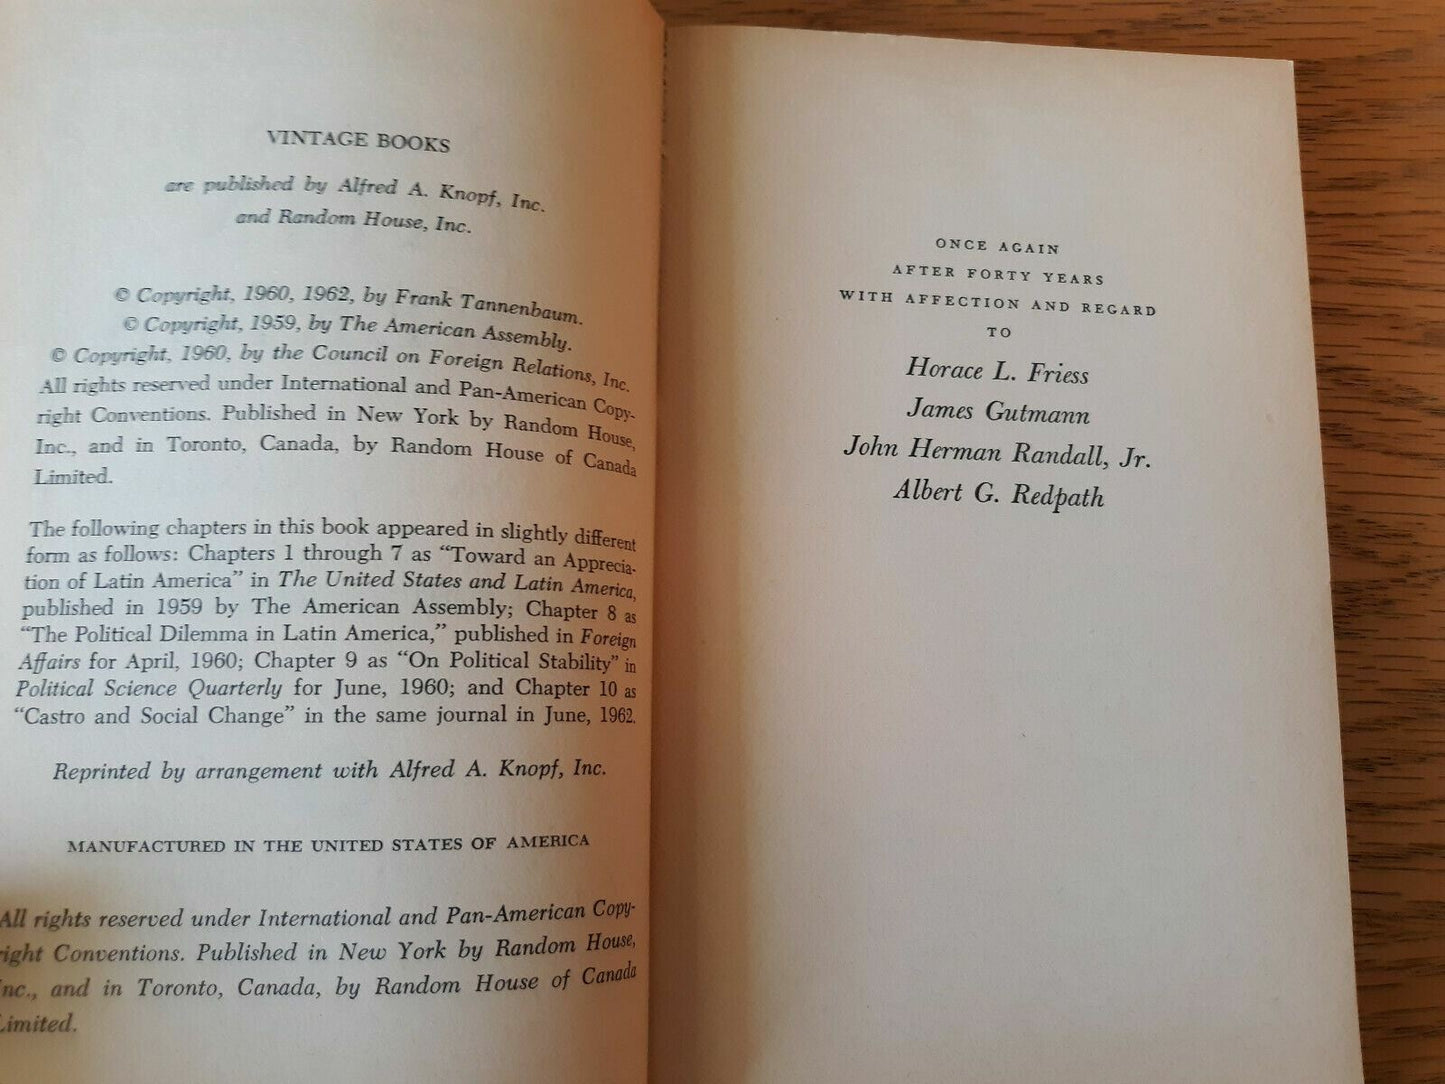 VINTAGE BOOKS
are published by Alfred A. Knopf, Inc.
and Random House, Inc.
© Copyright, 1960, 1962, by Frank Tannenbaum.
© Copyright, 1959, by The American Assembly.
© Copyright, 1960, by the Council on Foreign Relations, Inc.
All rights reserved under International and Pan-American Copy-
right Conventions. Published in New York by Random House,
Inc., and in Toronto, Canada, by Random House of Canada
Limited.
The following chapters in this book appeared in slightly different
form as follows: Chapters 1 through 7 as "Toward an Apprecia-
tion of Latin America" in The United States and Latin America,
published in 1959 by The American Assembly; Chapter 8 as
"The Political Dilemma in Latin America," published in Foreign
Affairs for April, 1960; Chapter 9 as "On Political Stability" in
Political Science Quarterly for June, 1960; and Chapter 10 as
"Castro and Social Change" in the same journal in June, 1962.
Reprinted by arrangement with Alfred A. Knopf, Inc.
MANUFACTURED IN THE UNITED STATES OF AMERICA
All rights reserved under International and Pan-American Copy-
right Conventions. Published in New York by Random House,
Inc., and in Toronto, Canada, by Random House of Canada
Limited.
ONCE AGAIN
AFTER FORTY YEARS
WITH AFFECTION AND REGARD
TO
Horace L. Friess
James Gutmann
John Herman Randall, Jr.
Albert G. Redpath